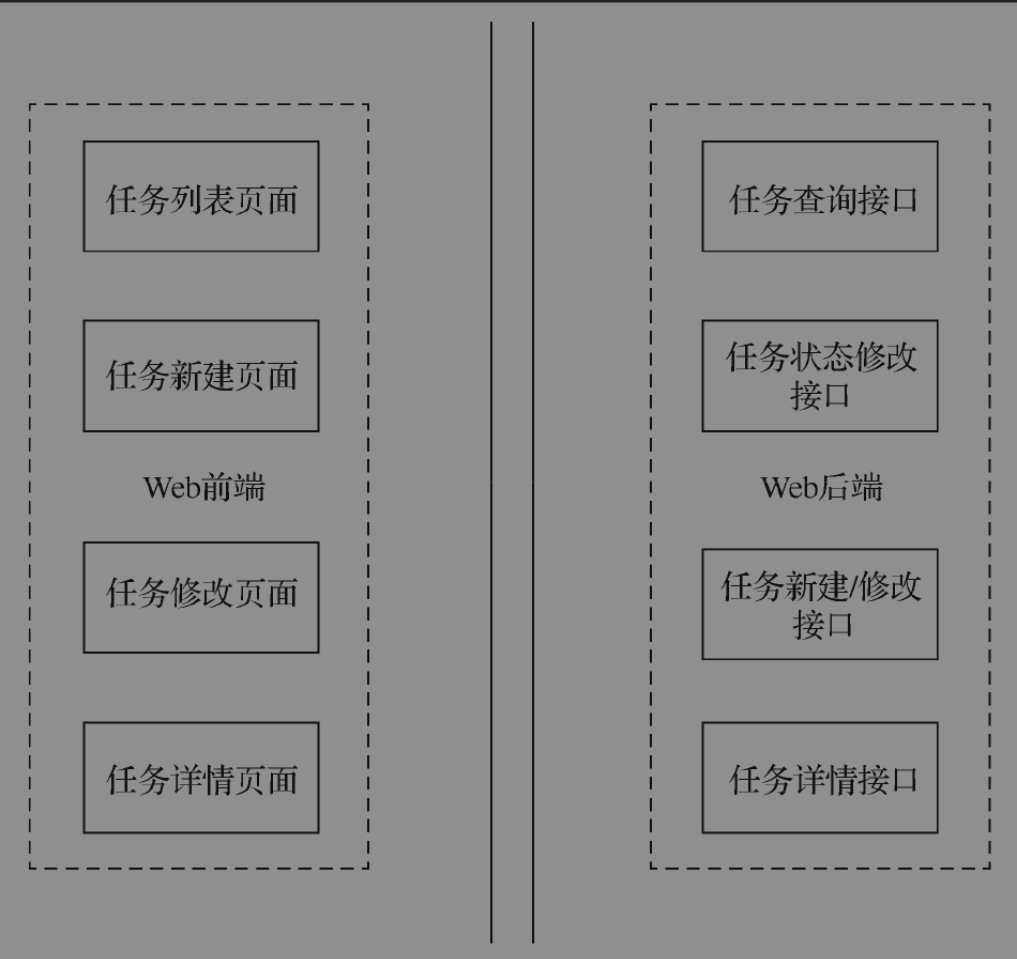 任务列表页面
任务新建页面
Web前端
任务修改页面
任务详情页面
任务查询接口
任务状态修改
接口
Web后端
任务新建/修改
接口
任务详情接口